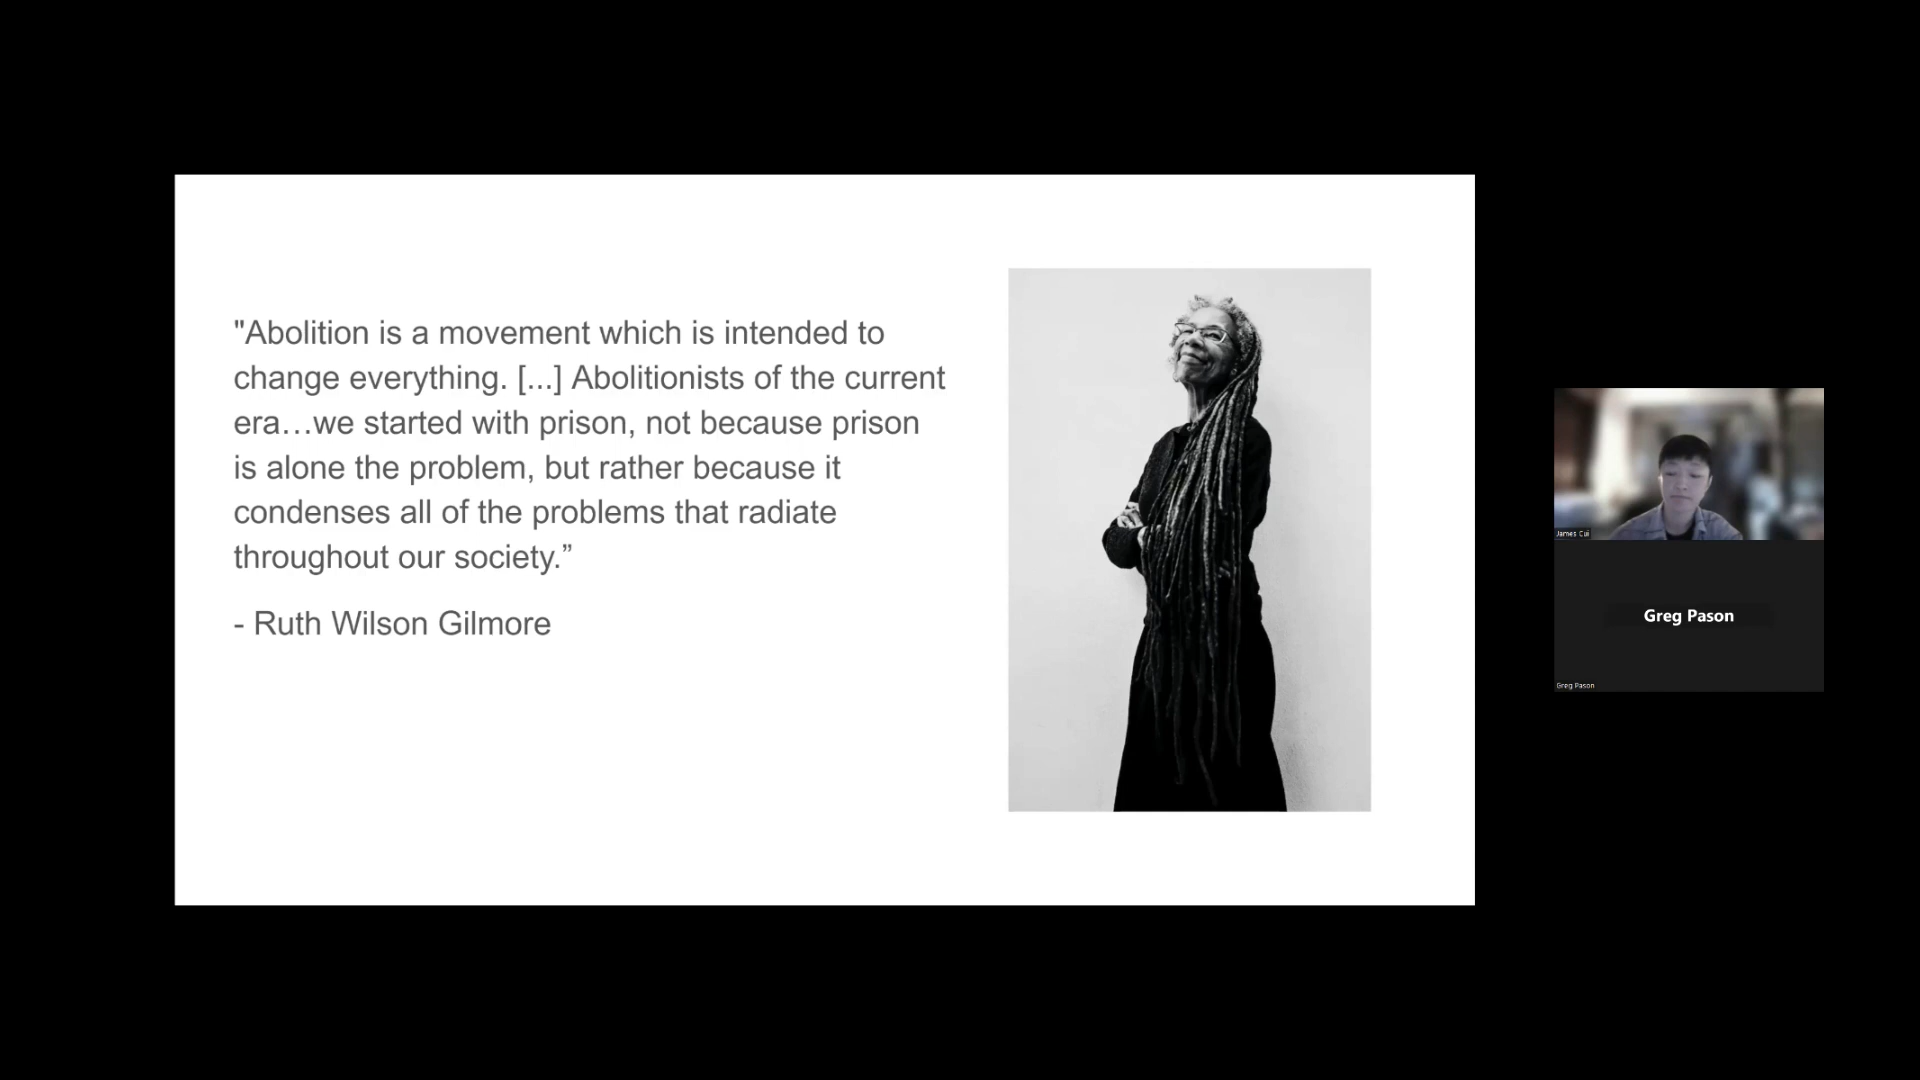 "Abolition is a movement which is intended to
change everything. [...] Abolitionists of the current
era…we started with prison, not because prison
is alone the problem, but rather because it
condenses all of the problems that radiate
throughout our society.”
- Ruth Wilson Gilmore
James Cui
Greg Pason
Greg Pason